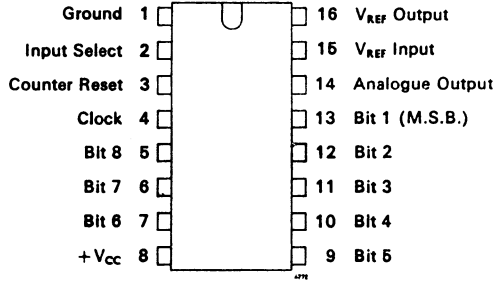 Ground 1 16 VREF Output
Input Select 2 15 VREF Input
Counter Reset 3 14 Analogue Output
Clock 4 13 Bit 1 (M.S.B.)
Bit 8 5 12 Bit 2
Bit 7 6 11 Bit 3
Bit 6 7 10 Bit 4
+VCC 8 9 Bit 5